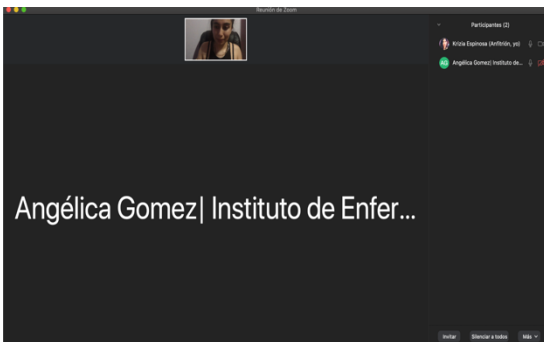 Reunión de Zoom
Participantes (2)
Krizia Espinosa (Anfitrión, yo)
AG Angélica Gomez| Instituto de...
Angélica Gomez| Instituto de Enfer...
Invitar Silenciar a todos Más